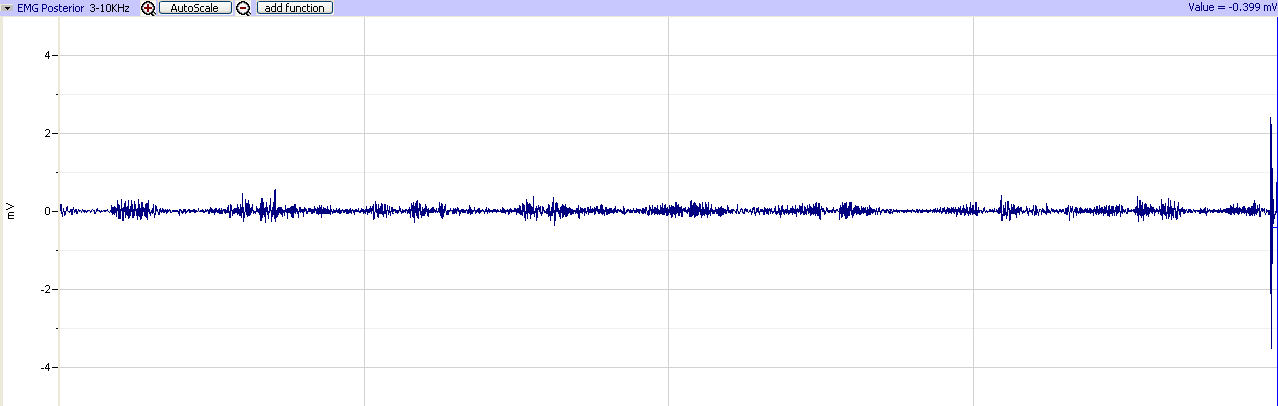 EMG Posterior 3-10KHz AutoScale add function Value = -0.399 mV
4
2
0
-2
-4
mV